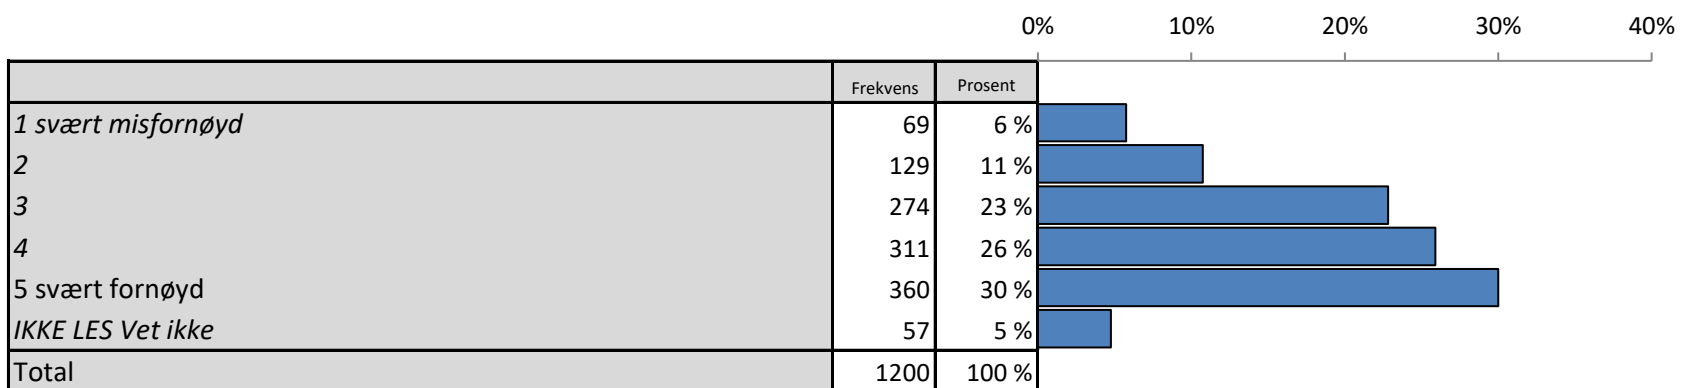 0% 10% 20% 30% 40%
Frekvens Prosent
1 svært misfornøyd 69 6 %
2 129 11 %
3 274 23 %
4 311 26 %
5 svært fornøyd 360 30 %
IKKE LES Vet ikke 57 5 %
Total 1200 100 %